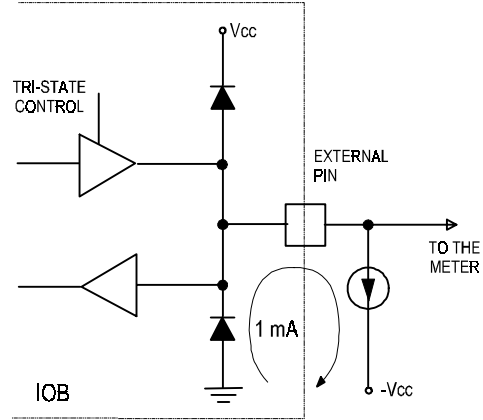 Vcc
TRI-STATE
CONTROL
EXTERNAL
PIN
TO THE
METER
1 mA
-Vcc
IOB